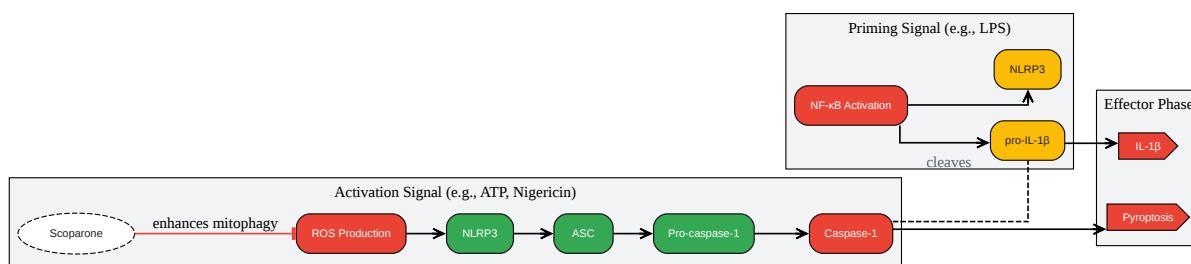 Priming Signal (e.g., LPS)
NLRP3
NF-κB Activation
pro-IL-1β
cleaves
Effector Phase
IL-1β
Pyroptosis
Activation Signal (e.g., ATP, Nigericin)
Scoparone
enhances mitophagy
ROS Production
NLRP3
ASC
Pro-caspase-1
Caspase-1